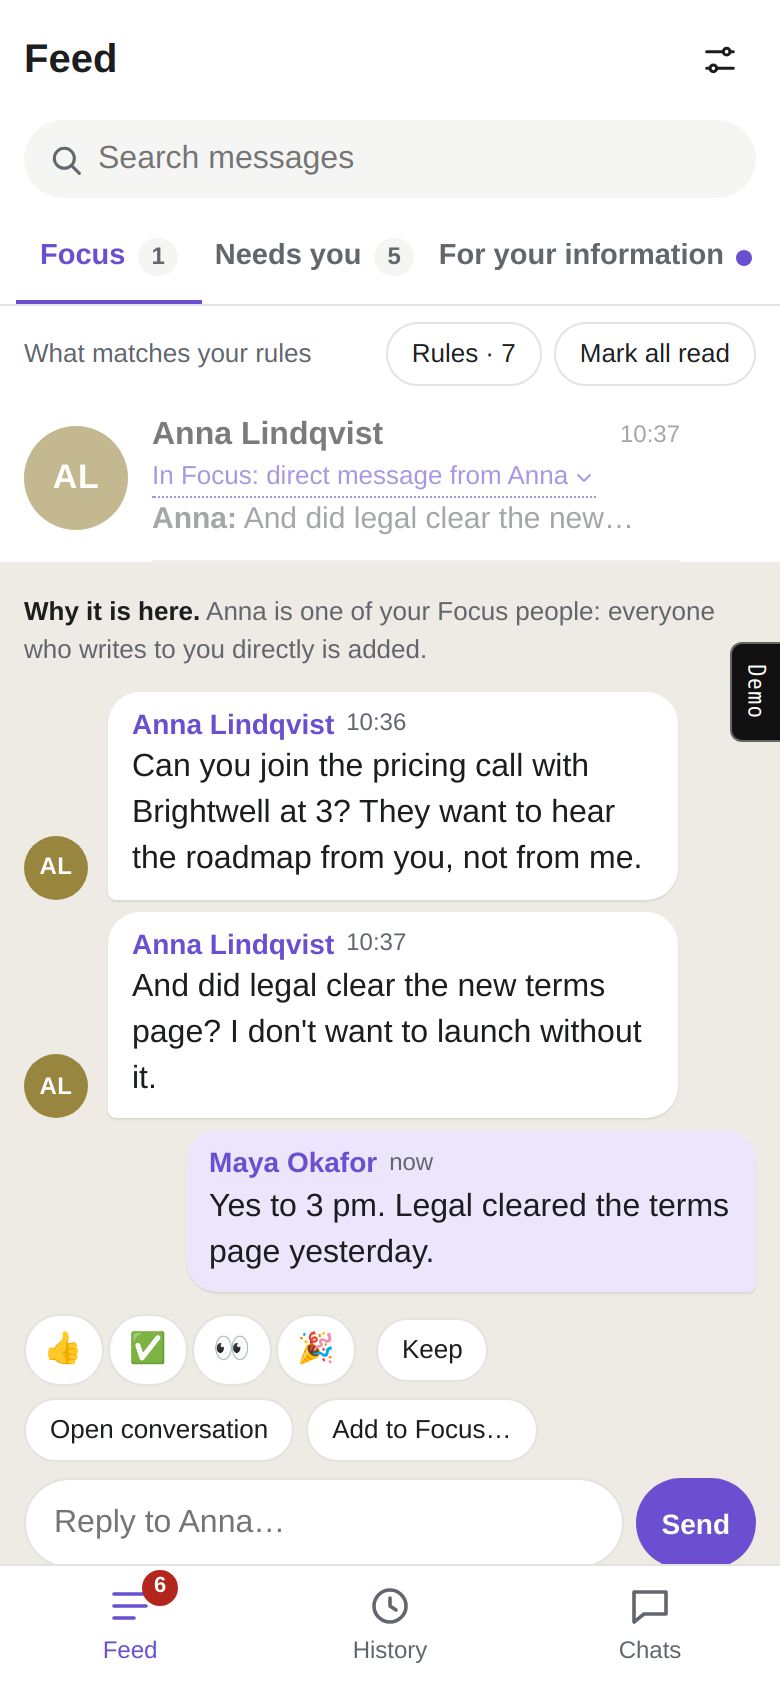 Feed
Search messages
Focus 1 Needs you 5 For your information
What matches your rules Rules · 7 Mark all read
AL
Anna Lindqvist 10:37
In Focus: direct message from Anna
Anna: And did legal clear the new…
Why it is here. Anna is one of your Focus people: everyone
who writes to you directly is added.
Demo
Anna Lindqvist 10:36
Can you join the pricing call with
Brightwell at 3? They want to hear
the roadmap from you, not from me.
AL
Anna Lindqvist 10:37
And did legal clear the new terms
page? I don't want to launch without
it.
AL
Maya Okafor now
Yes to 3 pm. Legal cleared the terms
page yesterday.
Keep
Open conversation Add to Focus…
Reply to Anna… Send
6
Feed History Chats